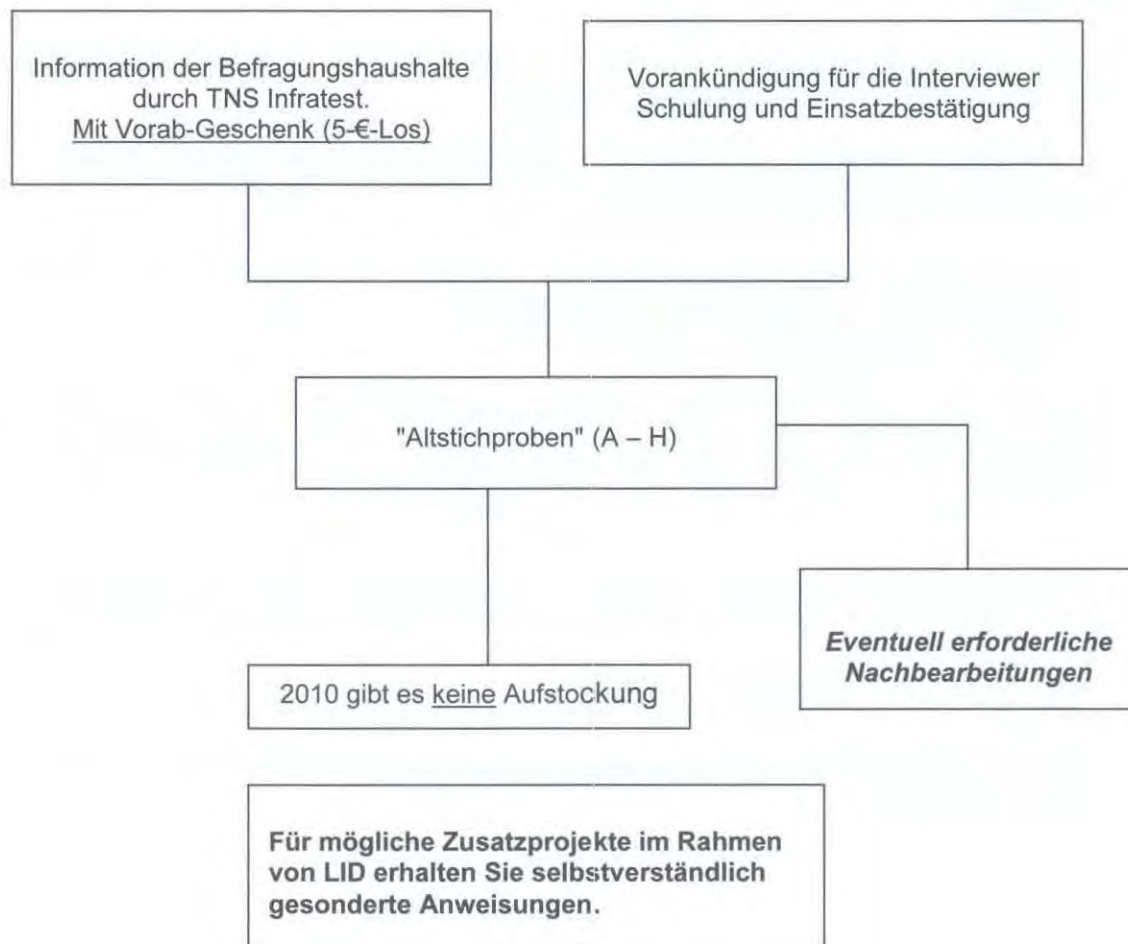 Information der Befragungshaushalte
durch TNS Infratest.
Mit Vorab-Geschenk (5-€-Los)
Vorankündigung für die Interviewer
Schulung und Einsatzbestätigung
"Altstichproben" (A – H)
Eventuell erforderliche
Nachbearbeitungen
2010 gibt es keine Aufstockung
Für mögliche Zusatzprojekte im Rahmen
von LID erhalten Sie selbstverständlich
gesonderte Anweisungen.